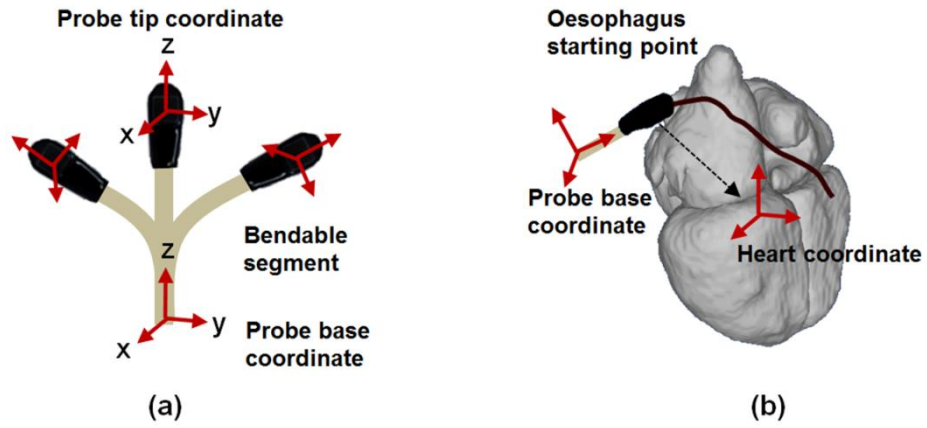 Probe tip coordinate
z
x
y
Bendable
segment
z
x
y
Probe base
coordinate
(a)
Oesophagus
starting point
Probe base
coordinate
Heart coordinate
(b)